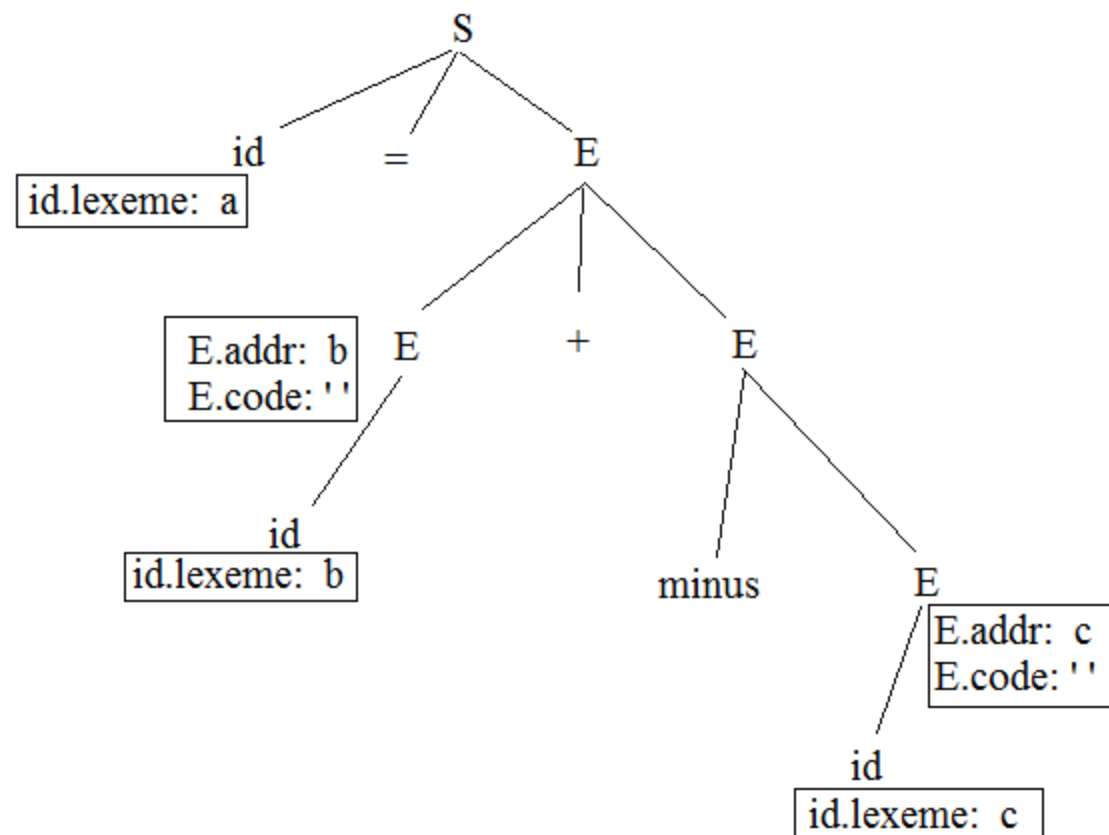 S
id
=
E
id.lexeme: a
E.addr: b
E.code: ' '
E
+
E
id
id.lexeme: b
minus
E
E.addr: c
E.code: ' '
id
id.lexeme: c